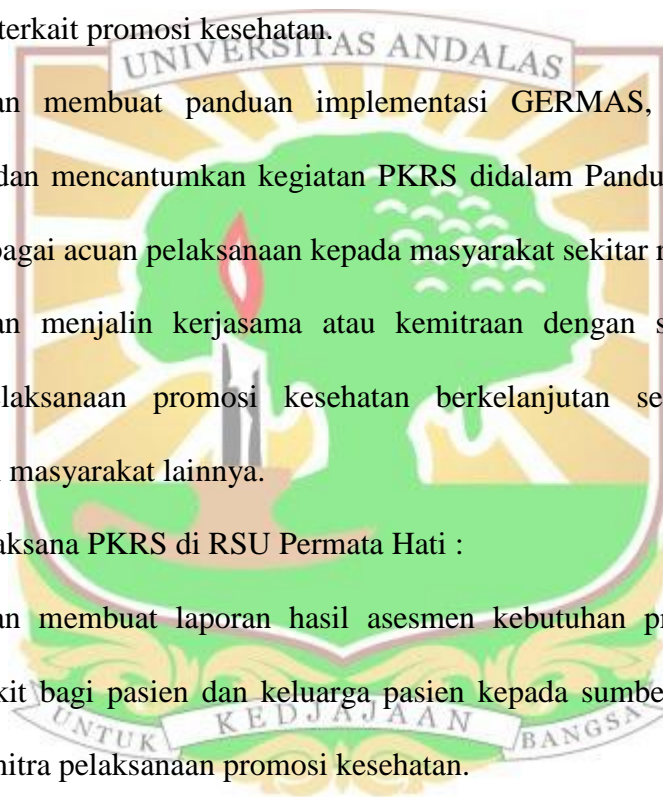 terkait promosi kesehatan.
UNIVERSITAS ANDALAS
an membuat panduan implementasi GERMAS,
dan mencantumkan kegiatan PKRS didalam Pandu
bagai acuan pelaksanaan kepada masyarakat sekitar
an menjalin kerjasama atau kemitraan dengan s
laksanaan promosi kesehatan berkelanjutan se
masyarakat lainnya.
aksana PKRS di RSU Permata Hati :
an membuat laporan hasil asesmen kebutuhan pr
kit bagi pasien dan keluarga pasien kepada sumbe
UNTUK KEDJAJAAN BANGSA
mitra pelaksanaan promosi kesehatan.